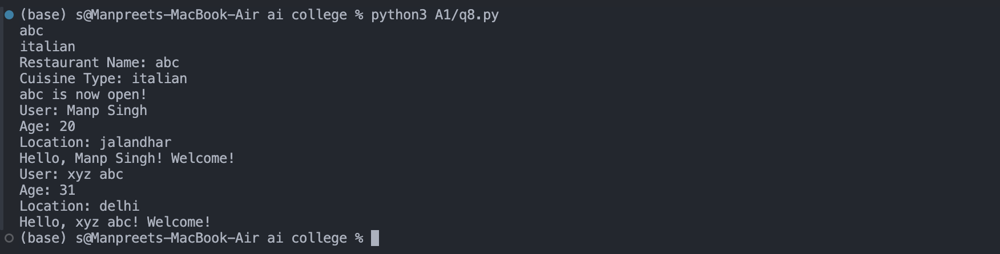 (base) s@Manpreets-MacBook-Air ai college % python3 A1/q8.py
abc
italian
Restaurant Name: abc
Cuisine Type: italian
abc is now open!
User: Manp Singh
Age: 20
Location: jalandhar
Hello, Manp Singh! Welcome!
User: xyz abc
Age: 31
Location: delhi
Hello, xyz abc! Welcome!
(base) s@Manpreets-MacBook-Air ai college %